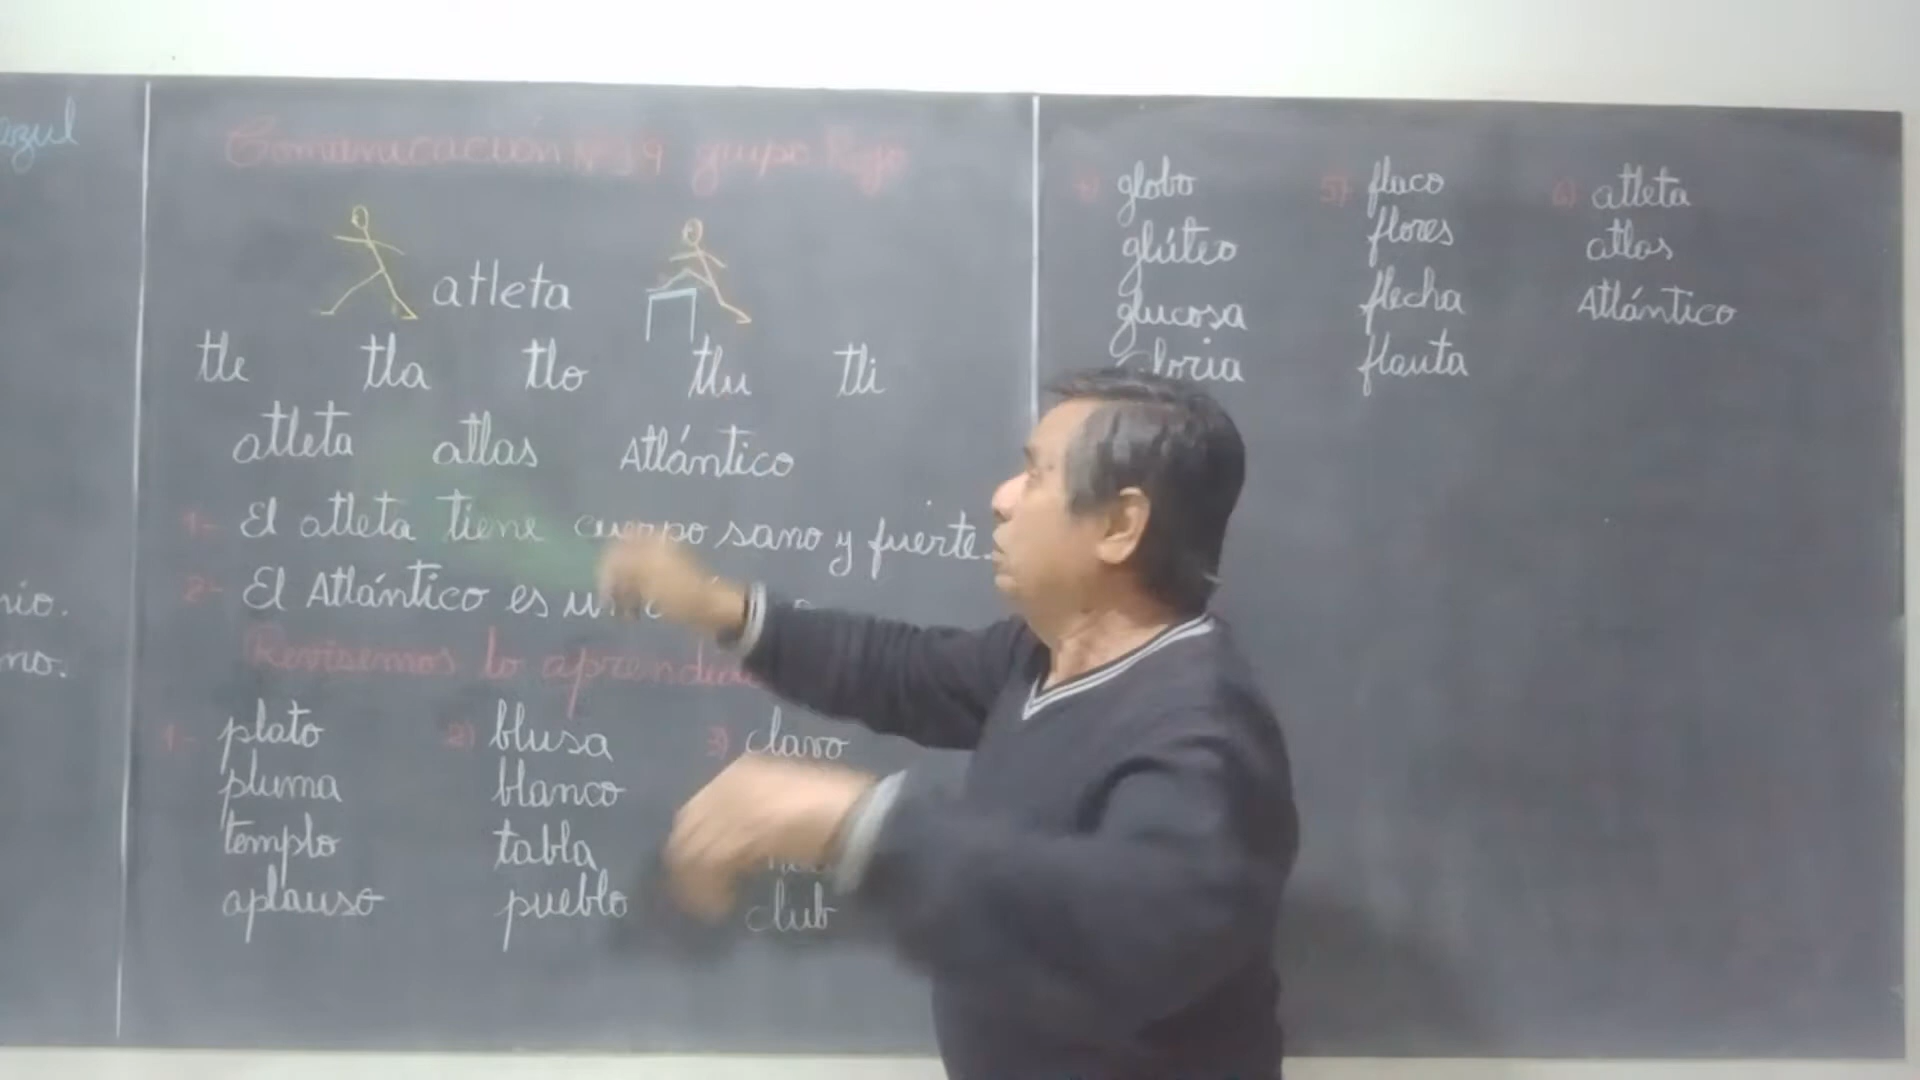 azul
nio.
no.
Comunicación N° 39 grupo Rojo
atleta
tle tla tlo tlu tli
atleta atlas Atlántico
1- El atleta tiene cuerpo sano y fuerte.
2- El Atlántico es un
Revisemos lo aprendido
1- plato
pluma
templo
aplauso
2) blusa
blanco
tabla
pueblo
3) clavo
club
4) globo
glúteo
glucosa
Gloria
5)- flaco
flores
flecha
flauta
6) atleta
atlas
Atlántico